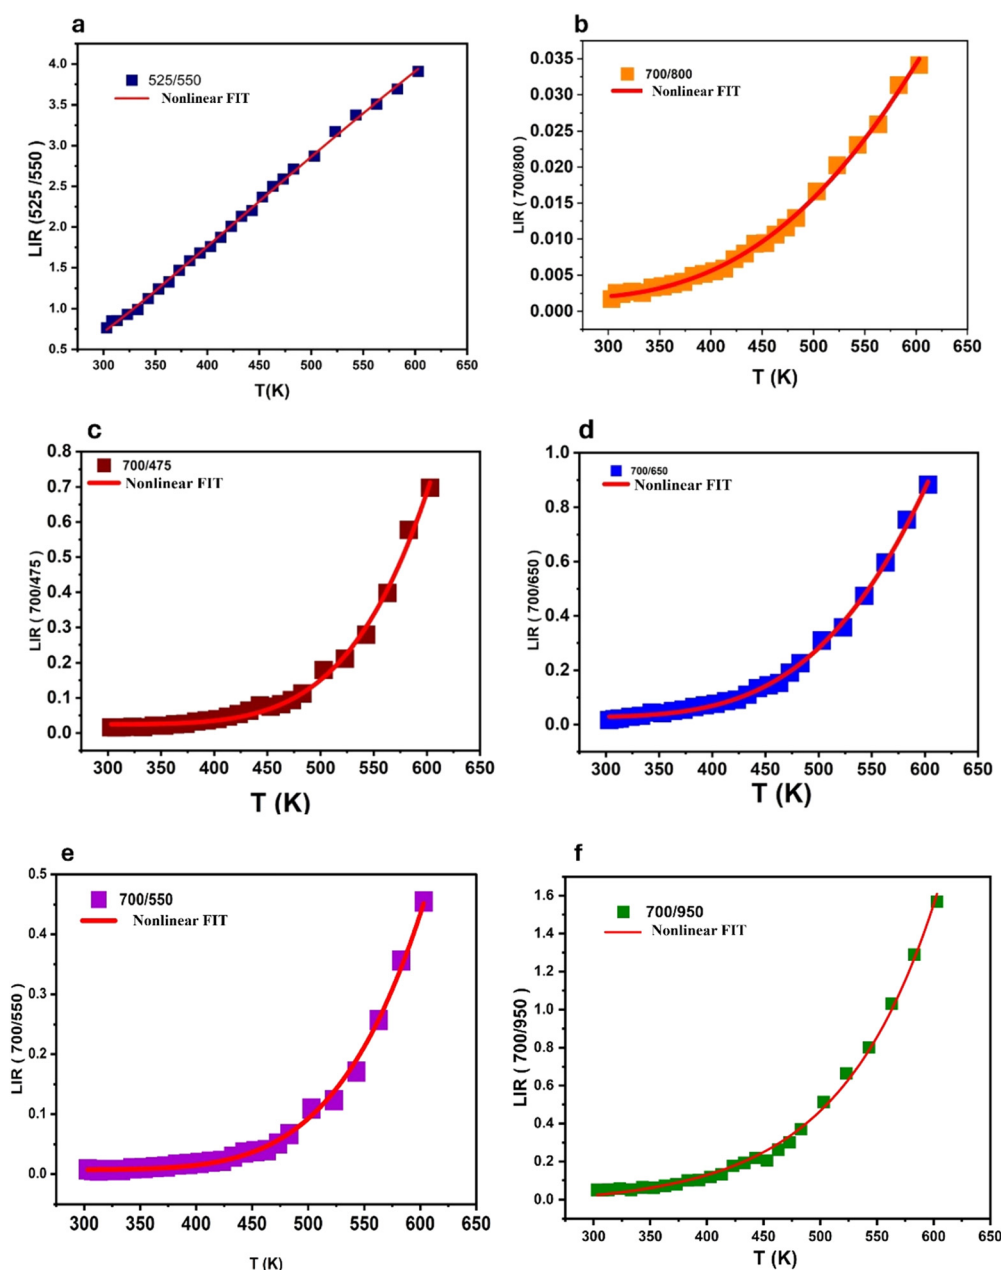 a
525/550
Nonlinear FIT
LIR (525 /550)
4.0
3.5
3.0
2.5
2.0
1.5
1.0
0.5
300 350 400 450 500 550 600 650
T(K)
b
700/800
Nonlinear FIT
LIR ( 700/800)
0.035
0.030
0.025
0.020
0.015
0.010
0.005
0.000
300 350 400 450 500 550 600 650
T (K)
c
700/475
Nonlinear FIT
LIR ( 700/475)
0.8
0.7
0.6
0.5
0.4
0.3
0.2
0.1
0.0
300 350 400 450 500 550 600 650
T (K)
d
700/650
Nonlinear FIT
LIR ( 700/650)
1.0
0.8
0.6
0.4
0.2
0.0
300 350 400 450 500 550 600 650
T (K)
e
700/550
Nonlinear FIT
LIR ( 700/550)
0.5
0.4
0.3
0.2
0.1
0.0
300 350 400 450 500 550 600 650
T (K)
f
700/950
Nonlinear FIT
LIR ( 700/950 )
1.6
1.4
1.2
1.0
0.8
0.6
0.4
0.2
0.0
300 350 400 450 500 550 600 650
T (K)